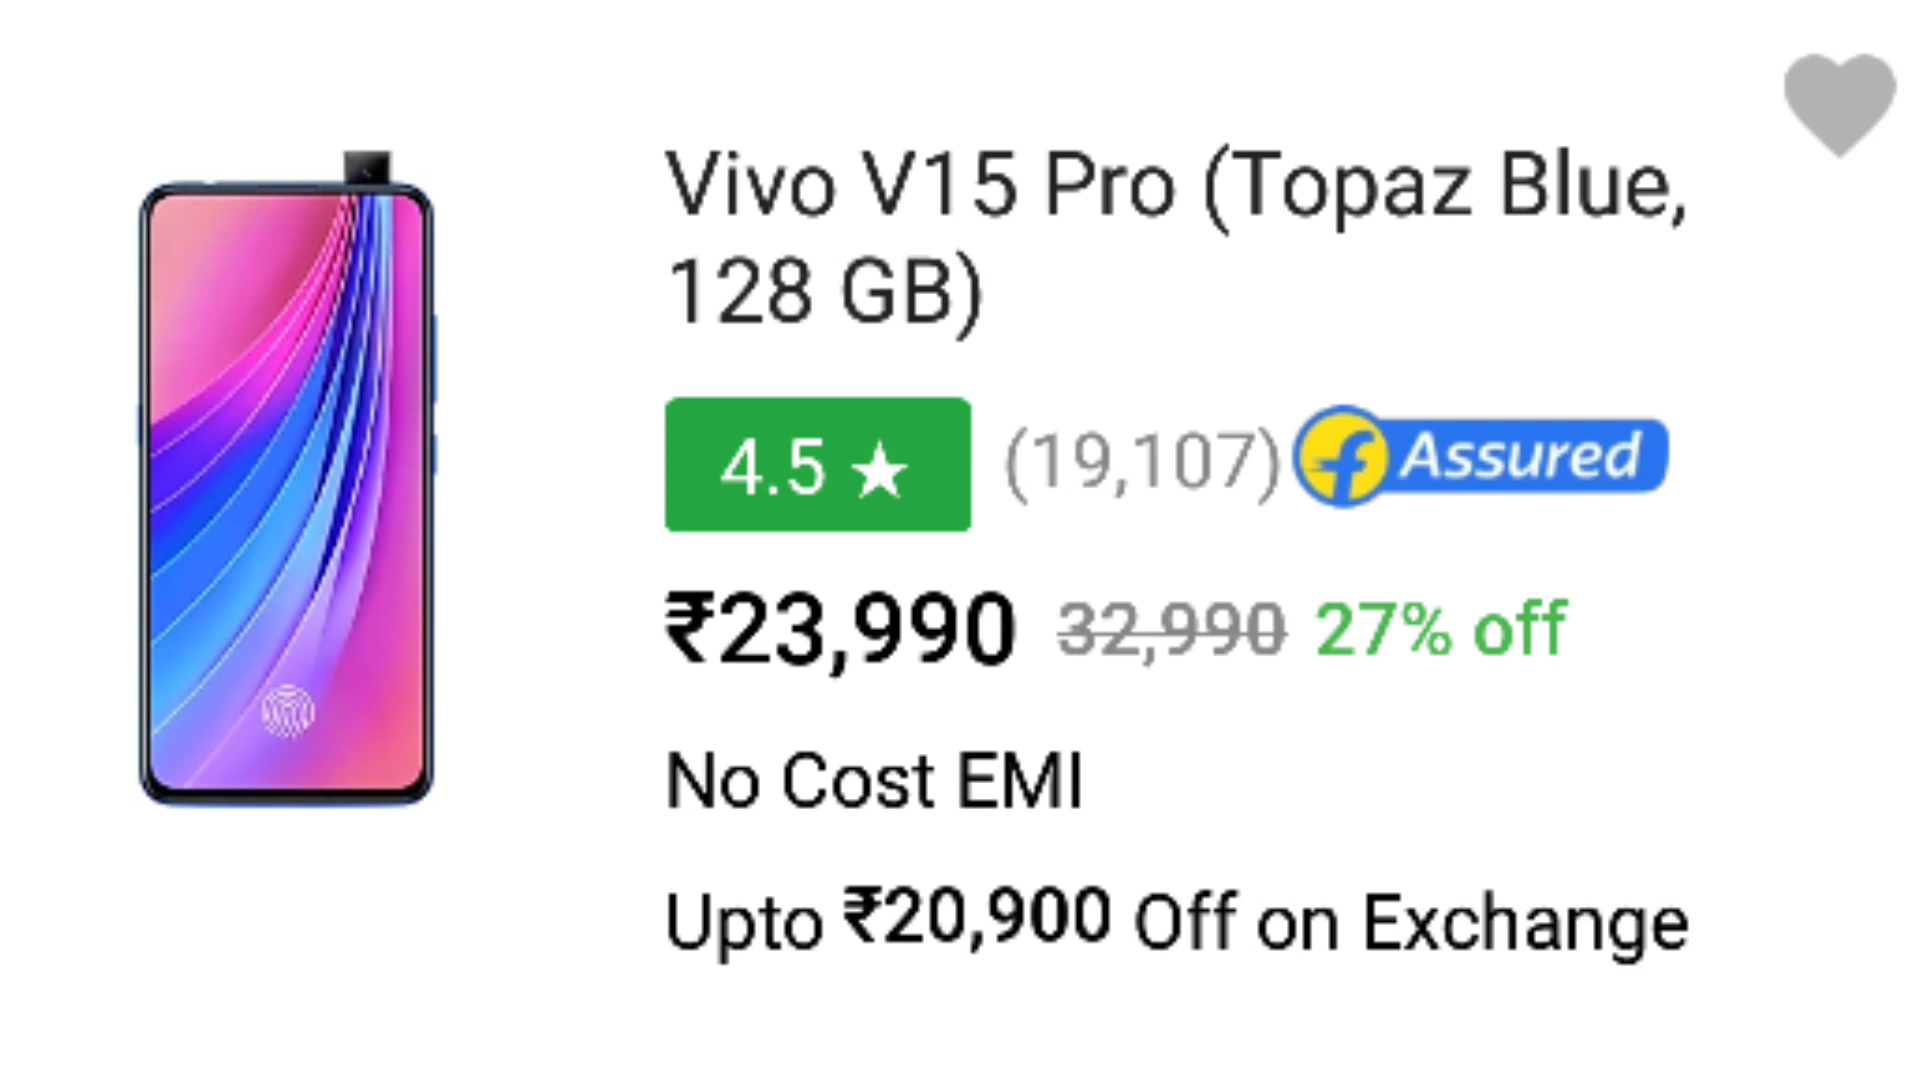 Vivo V15 Pro (Topaz Blue,
128 GB)
4.5 ★ (19,107) f Assured
₹23,990 32,990 27% off
No Cost EMI
Upto ₹20,900 Off on Exchange